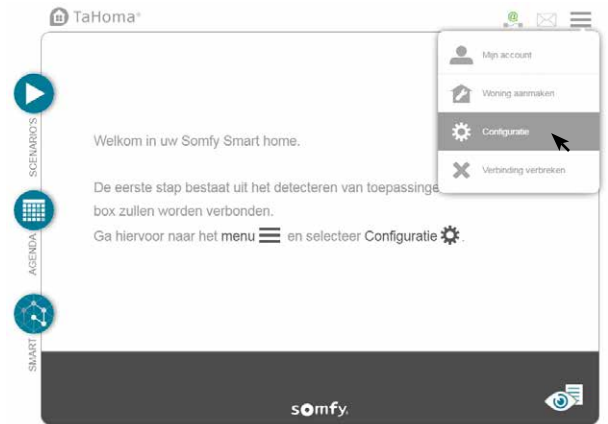 TaHoma®
@
Mijn account
Woning aanmaken
Configuratie
Verbinding verbreken
SCENARIO'S
AGENDA
SMART
Welkom in uw Somfy Smart home.
De eerste stap bestaat uit het detecteren van
box zullen worden verbonden.
Ga hiervoor naar het menu en selecteer Configuratie .
somfy.